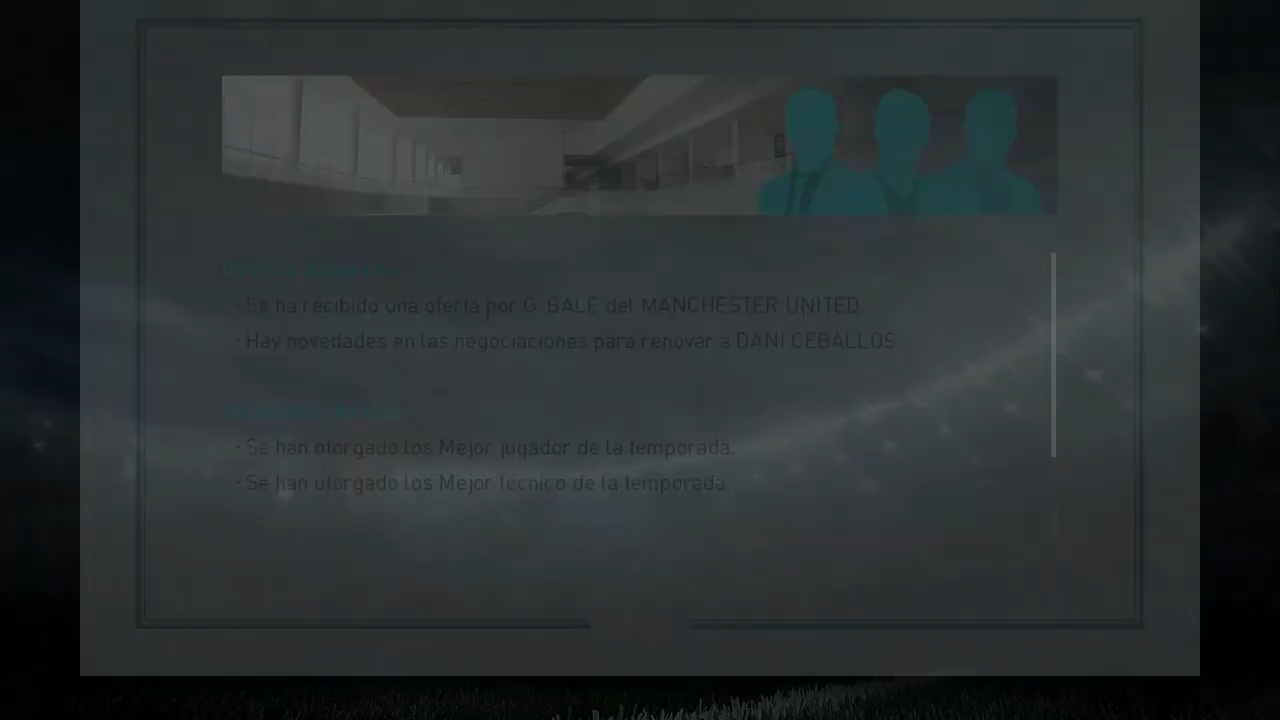 - Se ha recibido una oferta por G. BALE del MANCHESTER UNITED.
- Hay novedades en las negociaciones para renovar a DANI CEBALLOS
- Se han otorgado los Mejor jugador de la temporada.
- Se han otorgado los Mejor técnico de la temporada.